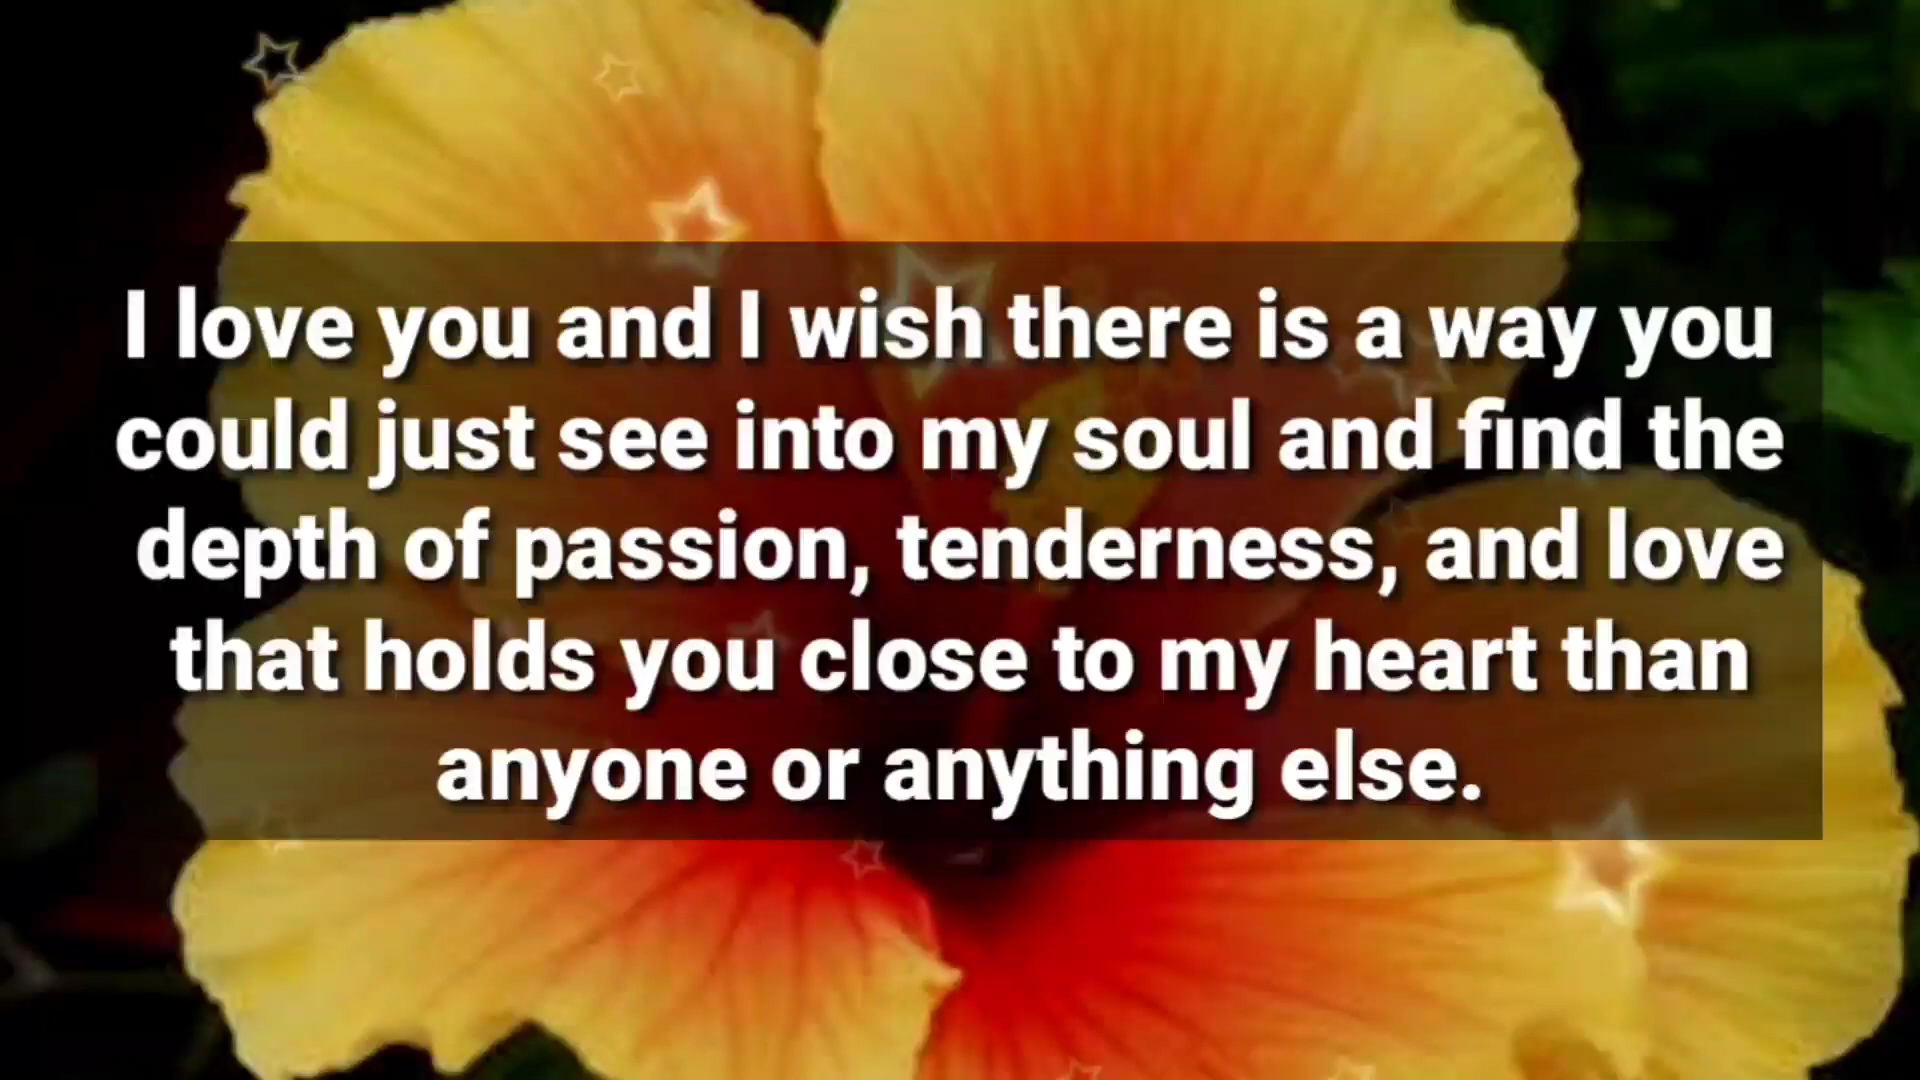 I love you and I wish there is a way you
could just see into my soul and find the
depth of passion, tenderness, and love
that holds you close to my heart than
anyone or anything else.